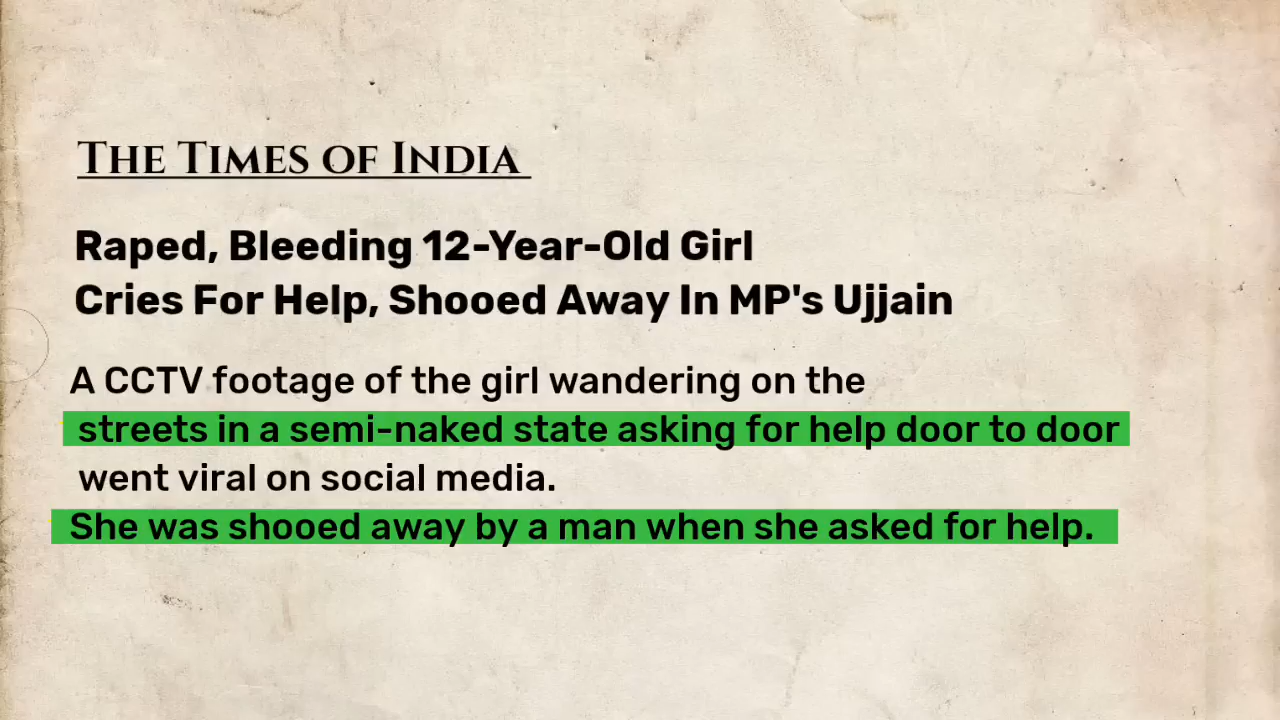 The Times of India
Raped, Bleeding 12-Year-Old Girl
Cries For Help, Shooed Away In MP's Ujjain
A CCTV footage of the girl wandering on the
streets in a semi-naked state asking for help door to door
went viral on social media.
She was shooed away by a man when she asked for help.